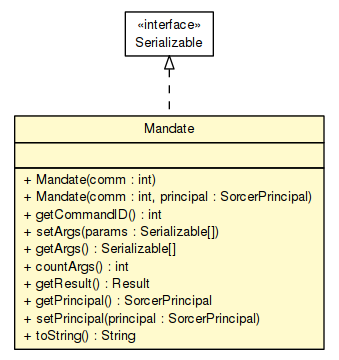 «interface»
Serializable
Mandate
+ Mandate(comm : int)
+ Mandate(comm : int, principal : SorcerPrincipal)
+ getCommandID() : int
+ setArgs(params : Serializable[])
+ getArgs() : Serializable[]
+ countArgs() : int
+ getResult() : Result
+ getPrincipal() : SorcerPrincipal
+ setPrincipal(principal : SorcerPrincipal)
+ toString() : String